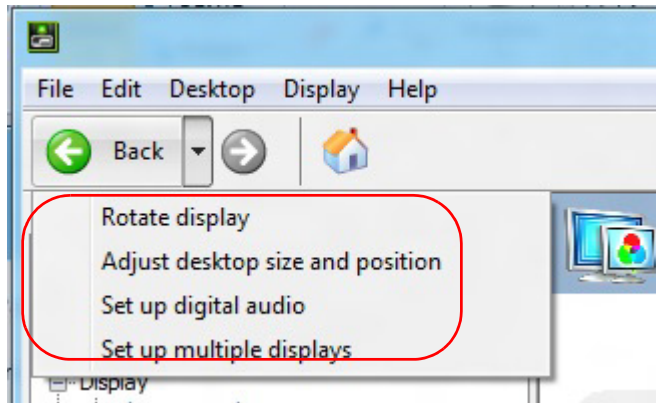 File Edit Desktop Display Help
Back
Rotate display
Adjust desktop size and position
Set up digital audio
Set up multiple displays
Display